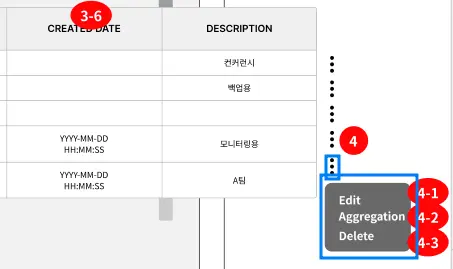 3-6
CREATED DATE
DESCRIPTION
컨커런시
백업용
YYYY-MM-DD
HH:MM:SS
모니터링용
4
YYYY-MM-DD
HH:MM:SS
A팀
Edit
4-1
Aggregation
4-2
Delete
4-3